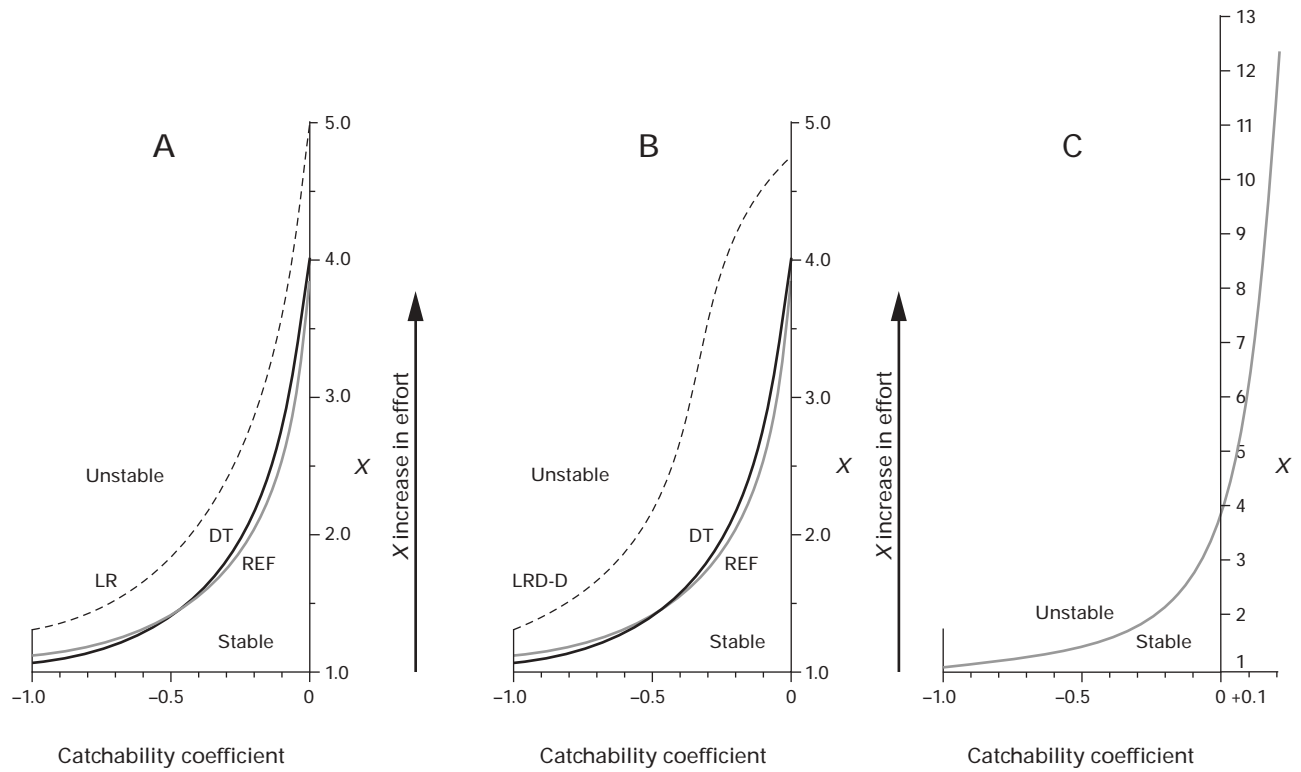 A
5.0
4.0
3.0
X
2.0
1.0
Unstable
DT
REF
LR
Stable
–1.0
–0.5
0
Catchability coefficient
X increase in effort
B
5.0
4.0
3.0
X
2.0
1.0
Unstable
DT
REF
LRD-D
Stable
–1.0
–0.5
0
Catchability coefficient
X increase in effort
C
13
12
11
10
9
8
7
6
5
X
4
3
2
1
Unstable
Stable
–1.0
–0.5
0 +0.1
Catchability coefficient